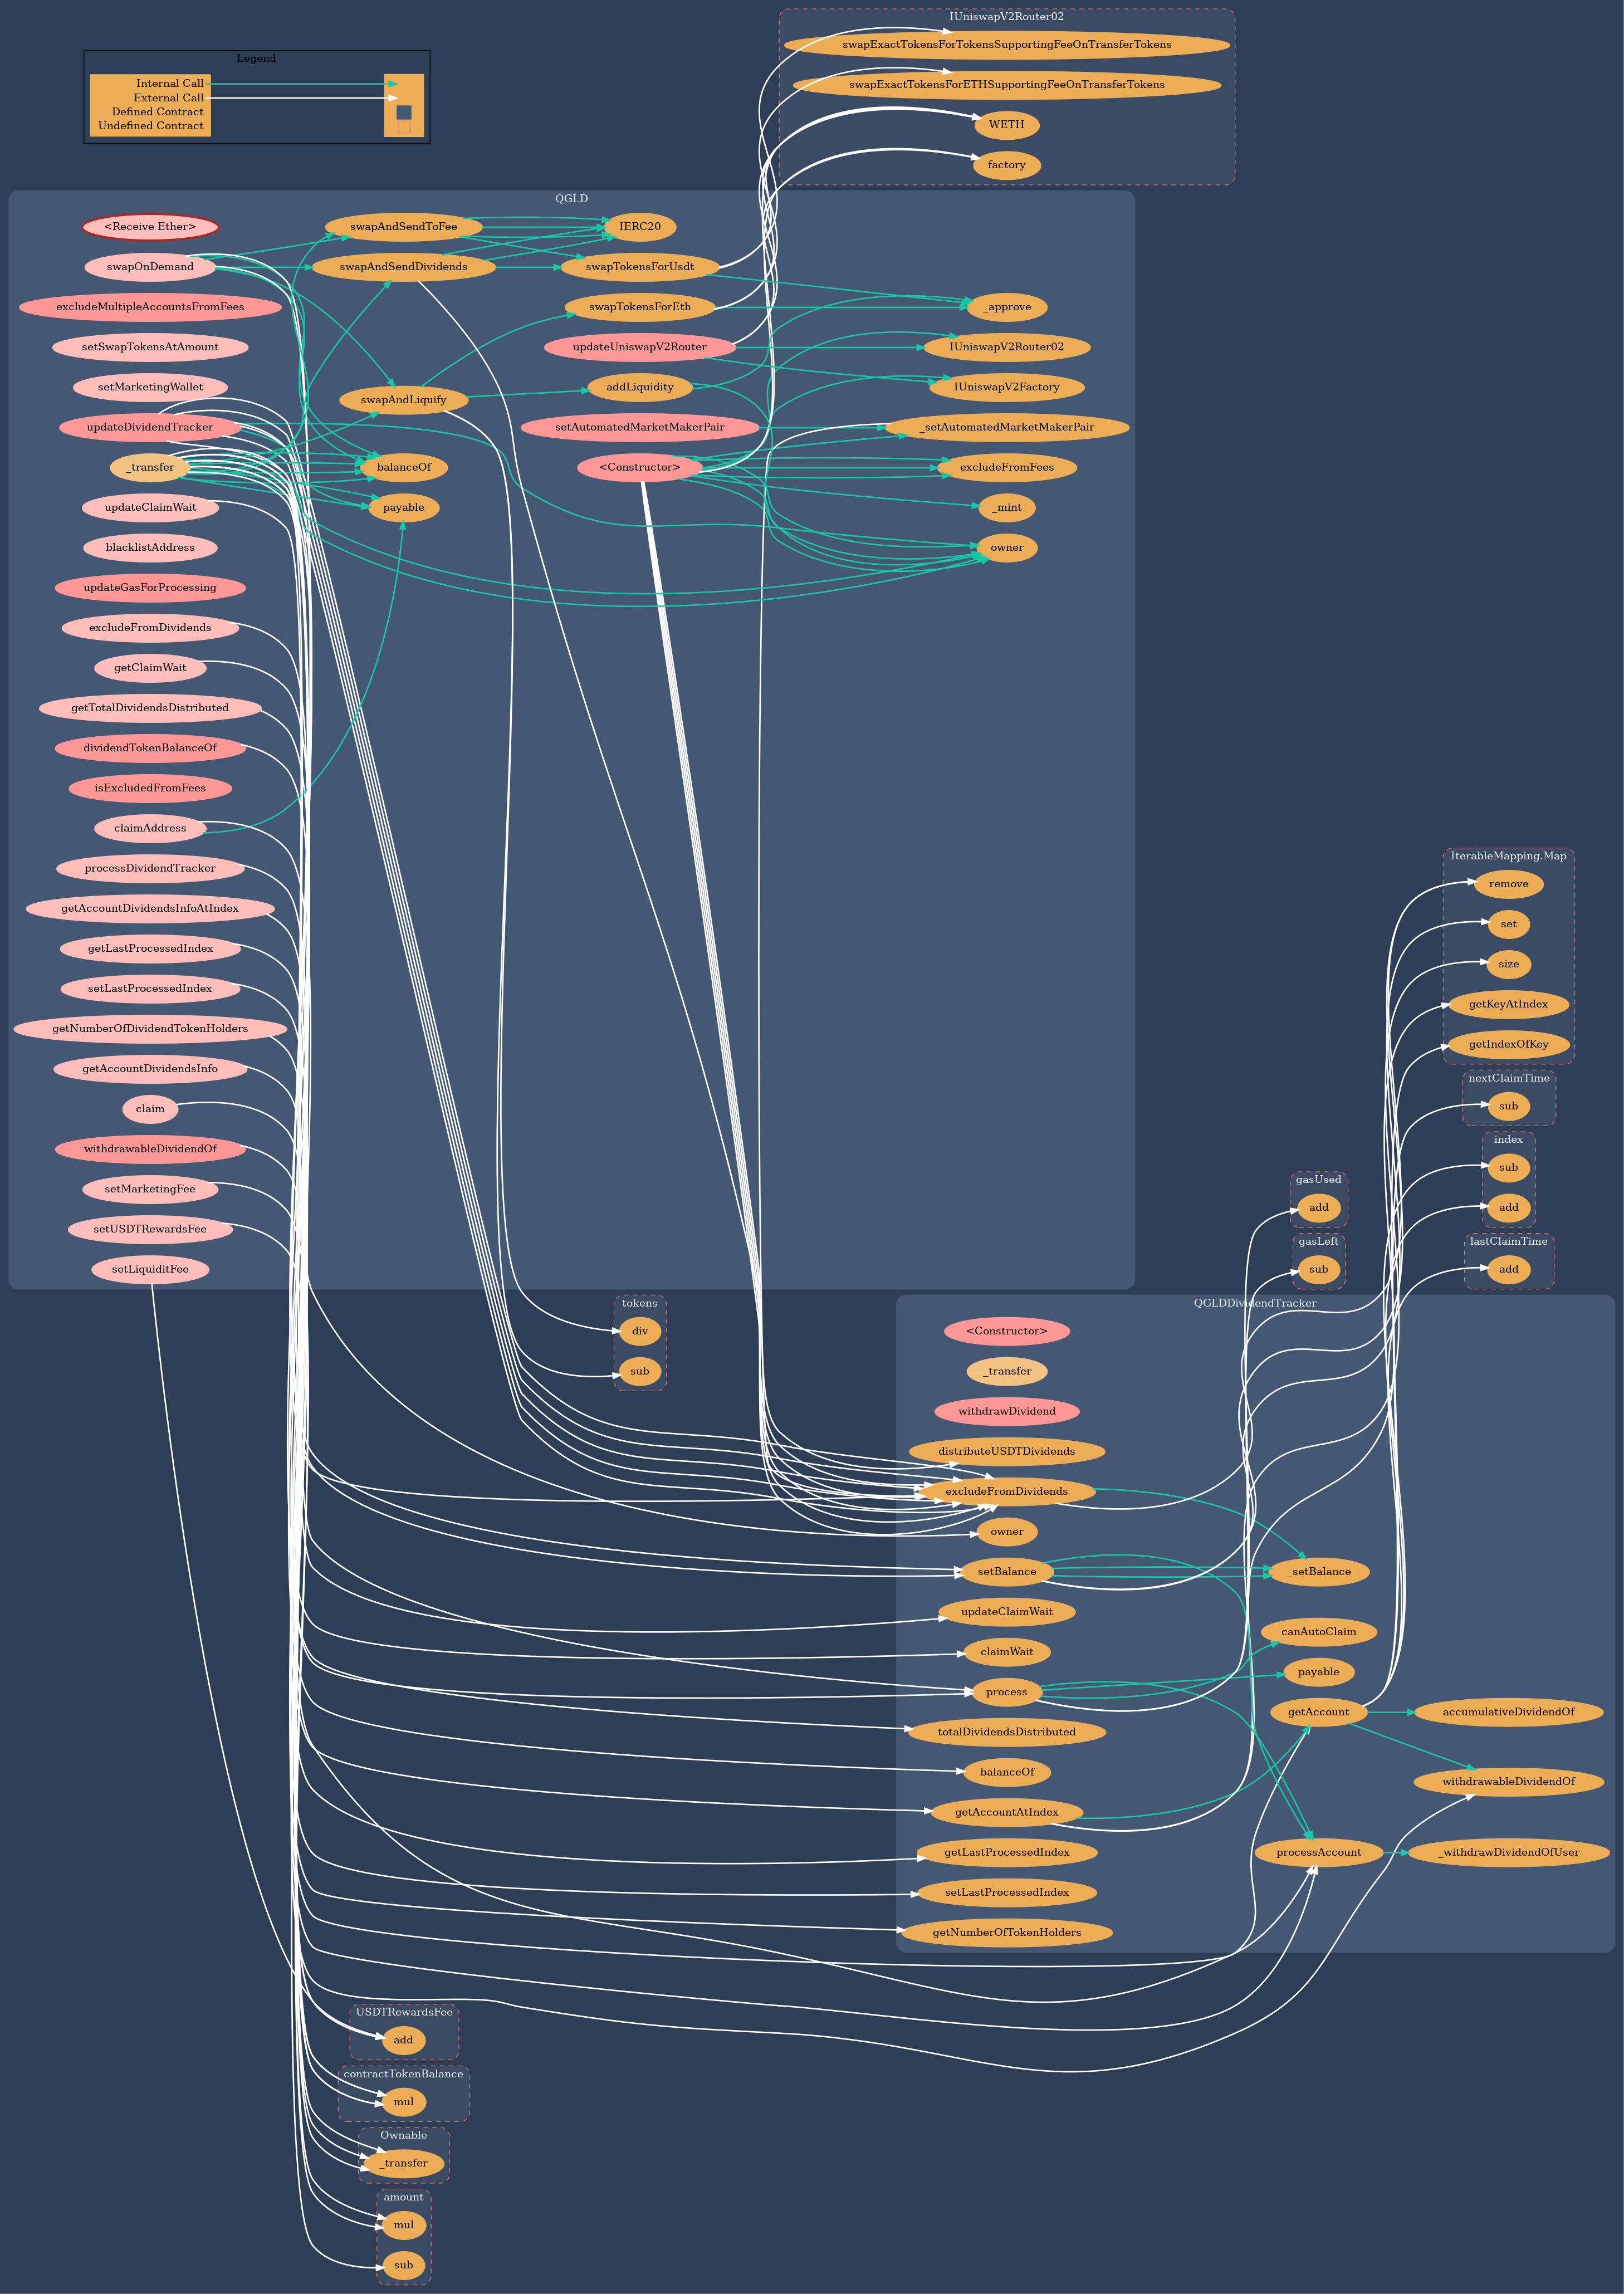 IUniswapV2Router02
swapExactTokensForTokensSupportingFeeOnTransferTokens
swapExactTokensForETHSupportingFeeOnTransferTokens
WETH
factory
Legend
Internal Call
External Call
Defined Contract
Undefined Contract
QGLD
<Receive Ether>
swapOnDemand
excludeMultipleAccountsFromFees
setSwapTokensAtAmount
setMarketingWallet
updateDividendTracker
_transfer
updateClaimWait
blacklistAddress
updateGasForProcessing
excludeFromDividends
getClaimWait
getTotalDividendsDistributed
dividendTokenBalanceOf
isExcludedFromFees
claimAddress
processDividendTracker
getAccountDividendsInfoAtIndex
getLastProcessedIndex
setLastProcessedIndex
getNumberOfDividendTokenHolders
getAccountDividendsInfo
claim
withdrawableDividendOf
setMarketingFee
setUSDTRewardsFee
setLiquiditFee
swapAndSendToFee
swapAndSendDividends
swapAndLiquify
balanceOf
payable
IERC20
swapTokensForUsdt
swapTokensForEth
updateUniswapV2Router
addLiquidity
setAutomatedMarketMakerPair
<Constructor>
_approve
IUniswapV2Router02
IUniswapV2Factory
_setAutomatedMarketMakerPair
excludeFromFees
_mint
owner
IterableMapping.Map
remove
set
size
getKeyAtIndex
getIndexOfKey
nextClaimTime
sub
index
sub
add
lastClaimTime
add
gasUsed
add
gasLeft
sub
tokens
div
sub
QGLDDividendTracker
<Constructor>
_transfer
withdrawDividend
distributeUSDTDividends
excludeFromDividends
owner
setBalance
updateClaimWait
claimWait
process
totalDividendsDistributed
balanceOf
getAccountAtIndex
getLastProcessedIndex
setLastProcessedIndex
getNumberOfTokenHolders
_setBalance
canAutoClaim
payable
getAccount
processAccount
accumulativeDividendOf
withdrawableDividendOf
_withdrawDividendOfUser
USDTRewardsFee
add
contractTokenBalance
mul
Ownable
_transfer
amount
mul
sub